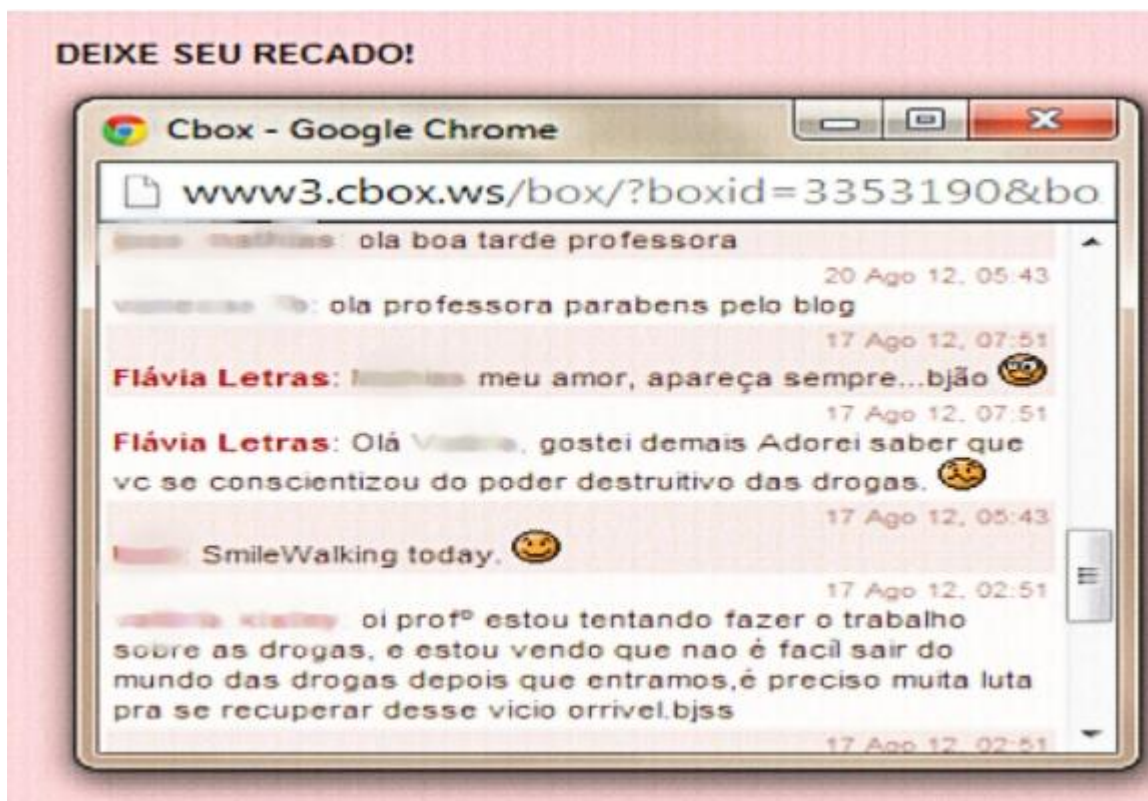 DEIXE SEU RECADO!
Cbox - Google Chrome
www3.cbox.ws/box/?boxid=3353190&bo
: ola boa tarde professora
20 Ago 12, 05:43
: ola professora parabens pelo blog
17 Ago 12, 07:51
Flávia Letras: meu amor, apareça sempre...bjão
17 Ago 12, 07:51
Flávia Letras: Olá , gostei demais Adorei saber que
vc se conscientizou do poder destrutivo das drogas.
17 Ago 12, 05:43
: SmileWalking today.
17 Ago 12, 02:51
oi profº estou tentando fazer o trabalho
sobre as drogas, e estou vendo que nao é facíl sair do
mundo das drogas depois que entramos,é preciso muita luta
pra se recuperar desse vicio orrivel.bjss
17 Ago 12, 02:51